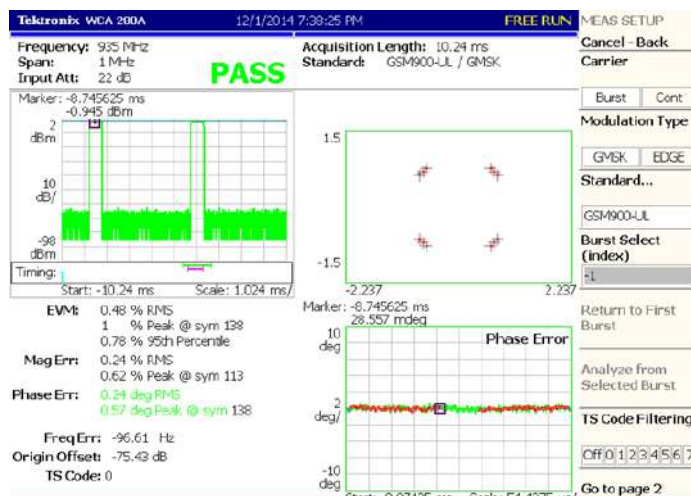 Tektronix WCA 280A 12/1/2014 7:38:25 PM FREE RUN
Frequency: 935 MHz
Span: 1 MHz
Input Att: 22 dB
PASS
Acquisition Length: 10.24 ms
Standard: GSM900-UL / GMSK
Marker: -8.745625 ms
-0.945 dBm
2
dBm
10
dB/
-98
dBm
Timing:
Start: -10.24 ms Scale: 1.024 ms/
1.5
-1.5
-2.237 2.237
EVM: 0.48 % RMS
1 % Peak @ sym 138
0.78 % 95th Percentile
Mag Err: 0.24 % RMS
0.62 % Peak @ sym 113
Phase Err: 0.24 deg RMS
0.57 deg Peak @ sym 138
Freq Err: -96.61 Hz
Origin Offset: -75.43 dB
TS Code: 0
Marker: -8.745625 ms
28.557 mdeg
10
deg
Phase Error
2
deg/
-10
deg
MEAS SETUP
Cancel - Back
Carrier
Burst Cont
Modulation Type
GMSK EDGE
Standard...
GSM900-UL
Burst Select
(index)
-1
Return to First
Burst
Analyze from
Selected Burst
TS Code Filtering
Off 0 1 2 3 4 5 6 7
Go to page 2